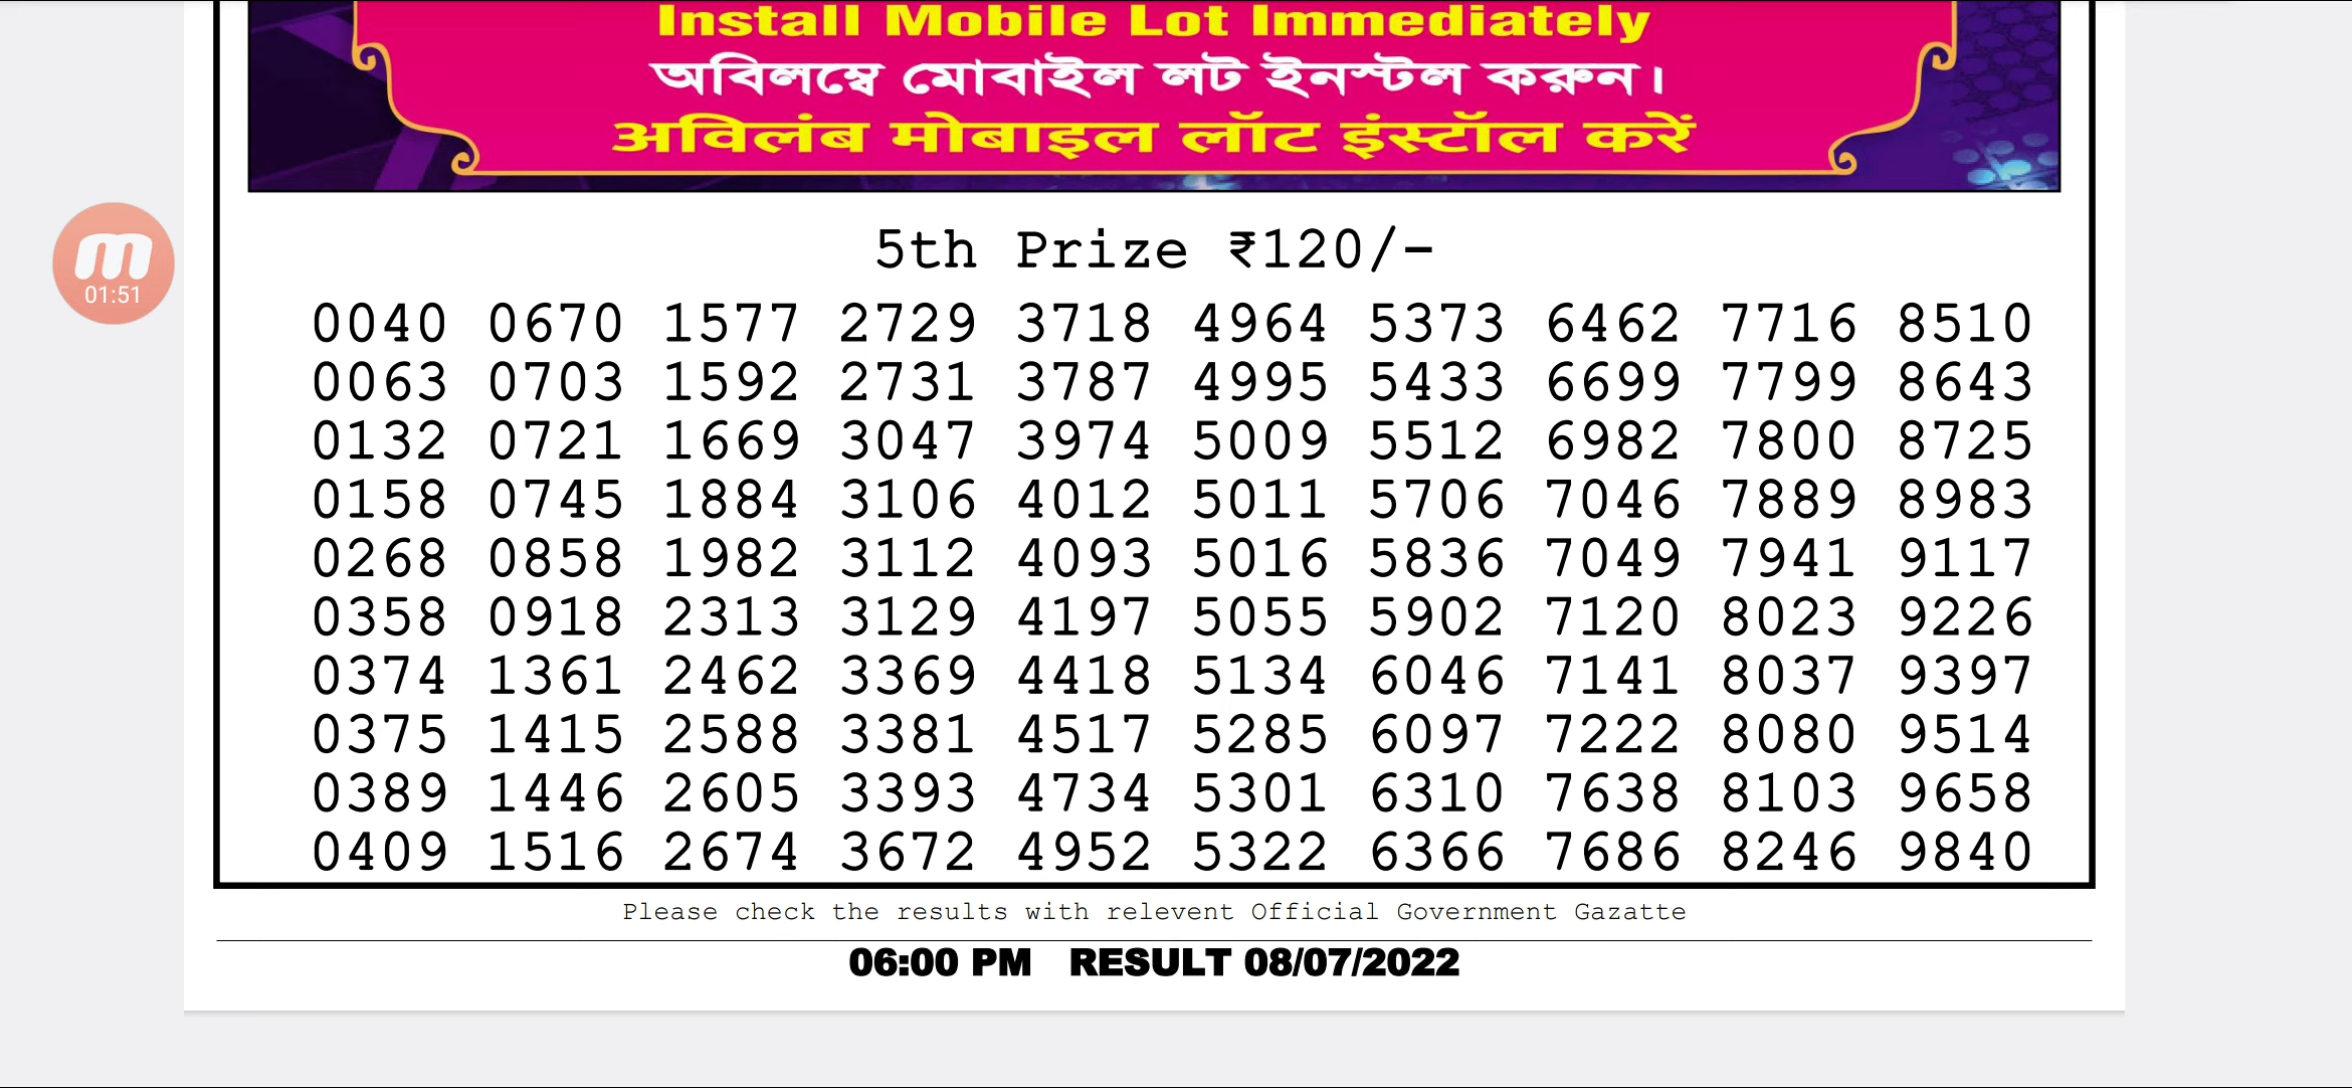 Install Mobile Lot Immediately
অবিলম্বে মোবাইল লট ইনস্টল করুন।
अविलंब मोबाइल लॉट इंस्टॉल करें
01:51
5th Prize ₹120/-
0040 0670 1577 2729 3718 4964 5373 6462 7716 8510
0063 0703 1592 2731 3787 4995 5433 6699 7799 8643
0132 0721 1669 3047 3974 5009 5512 6982 7800 8725
0158 0745 1884 3106 4012 5011 5706 7046 7889 8983
0268 0858 1982 3112 4093 5016 5836 7049 7941 9117
0358 0918 2313 3129 4197 5055 5902 7120 8023 9226
0374 1361 2462 3369 4418 5134 6046 7141 8037 9397
0375 1415 2588 3381 4517 5285 6097 7222 8080 9514
0389 1446 2605 3393 4734 5301 6310 7638 8103 9658
0409 1516 2674 3672 4952 5322 6366 7686 8246 9840
Please check the results with relevent Official Government Gazatte
06:00 PM RESULT 08/07/2022